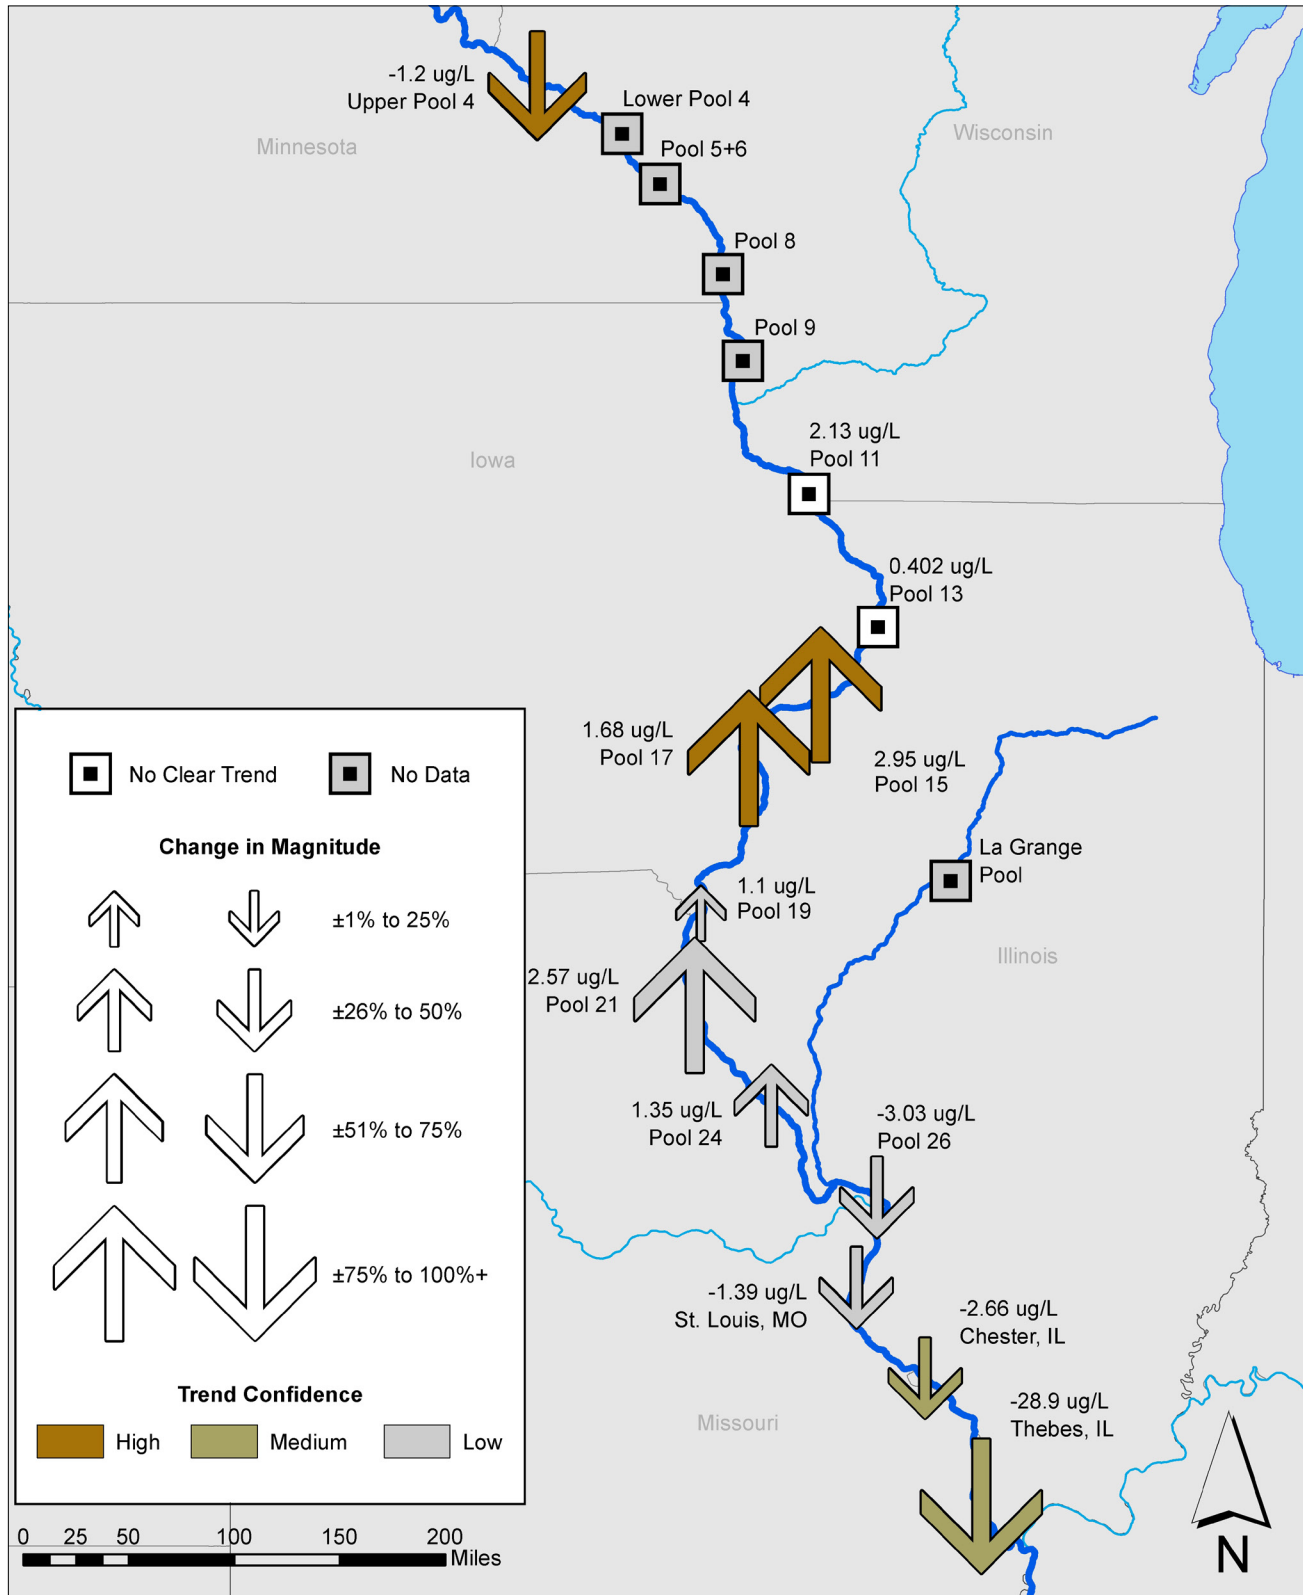 -1.2 ug/L
Upper Pool 4
Lower Pool 4
Pool 5+6
Minnesota
Wisconsin
Pool 8
Pool 9
2.13 ug/L
Pool 11
Iowa
0.402 ug/L
Pool 13
1.68 ug/L
Pool 17
2.95 ug/L
Pool 15
La Grange
Pool
1.1 ug/L
Pool 19
Illinois
2.57 ug/L
Pool 21
1.35 ug/L
Pool 24
-3.03 ug/L
Pool 26
-1.39 ug/L
St. Louis, MO
-2.66 ug/L
Chester, IL
-28.9 ug/L
Thebes, IL
Missouri
No Clear Trend
No Data
Change in Magnitude
±1% to 25%
±26% to 50%
±51% to 75%
±75% to 100%+
Trend Confidence
High
Medium
Low
0 25 50 100 150 200
Miles
N